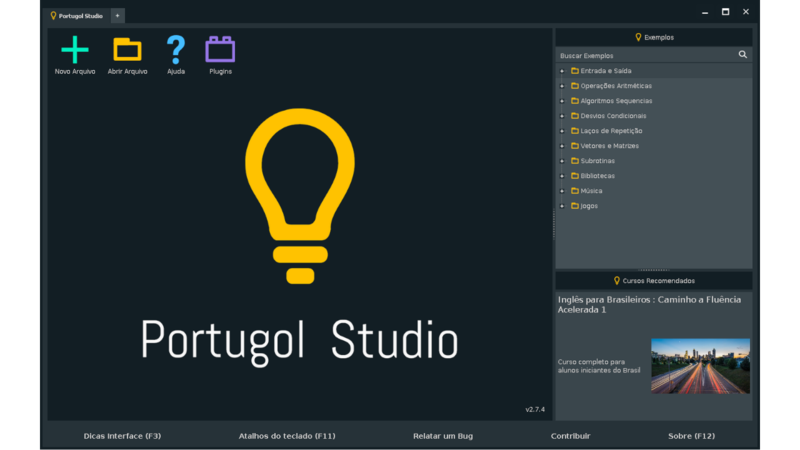 Portugol Studio
+
Novo Arquivo
Abrir Arquivo
Ajuda
Plugins
Portugol Studio
v2.7.4
Exemplos
Buscar Exemplos
Entrada e Saída
Operações Aritméticas
Algoritmos Sequencias
Desvios Condicionais
Laços de Repetição
Vetores e Matrizes
Subrotinas
Bibliotecas
Música
Jogos
Cursos Recomendados
Inglês para Brasileiros : Caminho a Fluência
Acelerada 1
Curso completo para
alunos iniciantes do Brasil
Dicas Interface (F3)
Atalhos do teclado (F11)
Relatar um Bug
Contribuir
Sobre (F12)